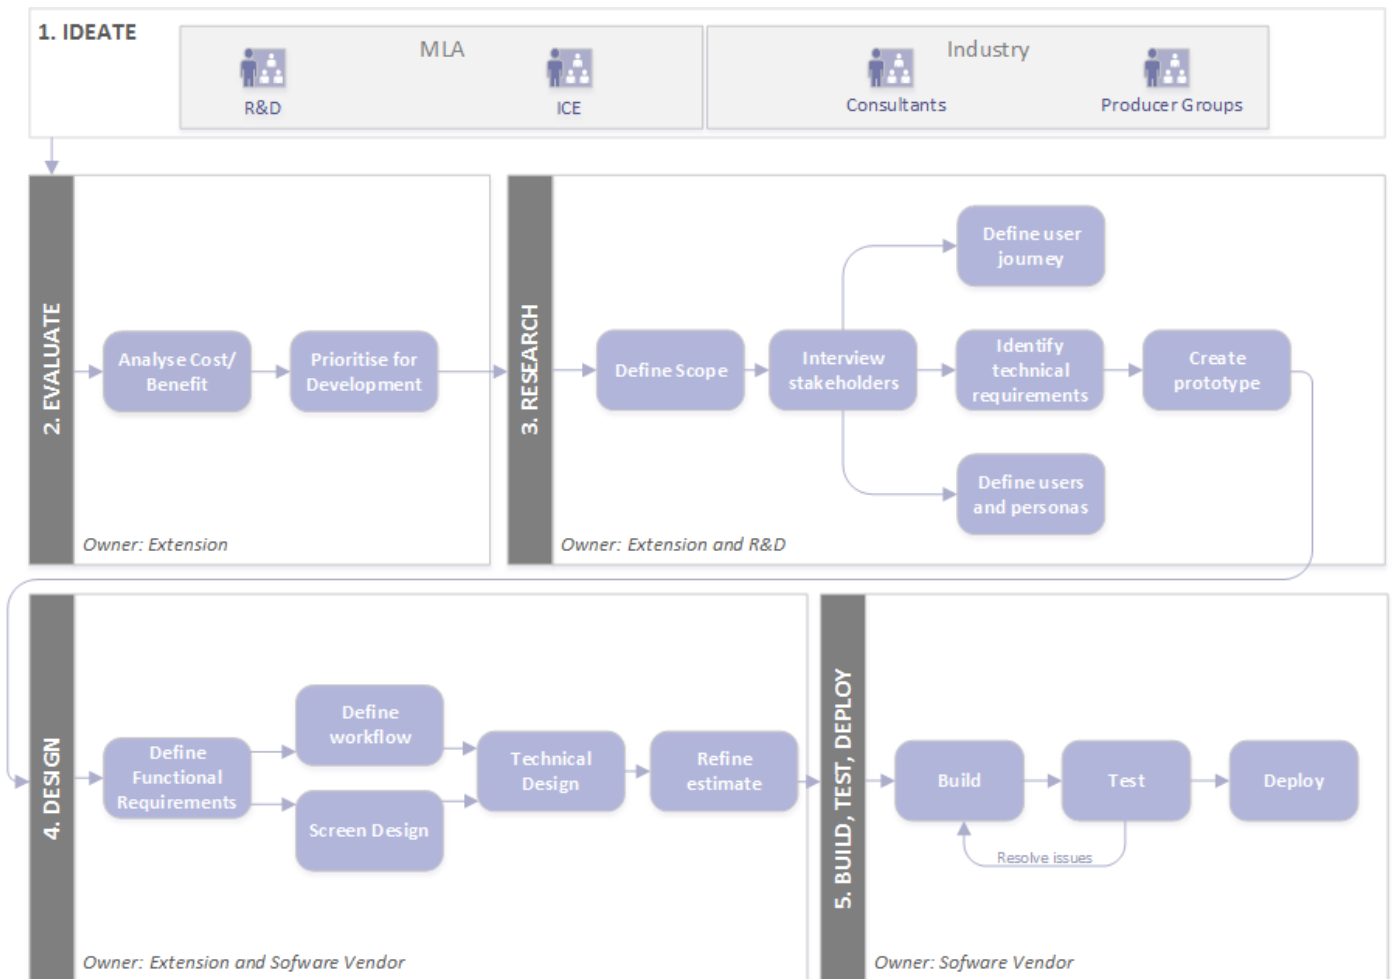 1. IDEATE
MLA
Industry
R&D
ICE
Consultants
Producer Groups
2. EVALUATE
Analyse Cost/
Benefit
Prioritise for
Development
Owner: Extension
3. RESEARCH
Define Scope
Interview
stakeholders
Define user
journey
Identify
technical
requirements
Define users
and personas
Create
prototype
Owner: Extension and R&D
4. DESIGN
Define
Functional
Requirements
Define
workflow
Screen Design
Technical
Design
Refine
estimate
Owner: Extension and Sofware Vendor
5. BUILD, TEST, DEPLOY
Build
Test
Deploy
Resolve issues
Owner: Sofware Vendor